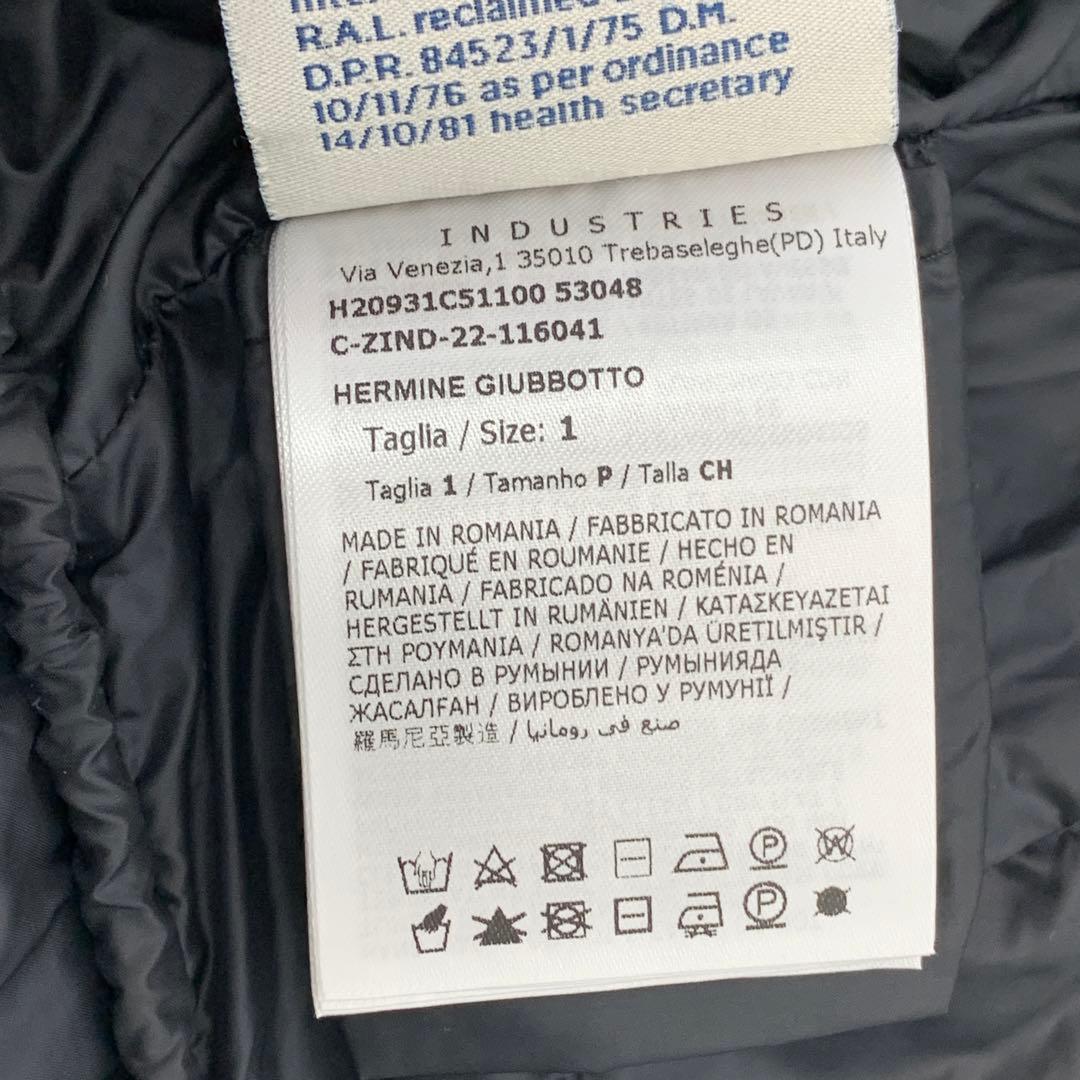 R.A.L. reclaimed
D.P.R. 84523/1/75 D.M.
10/11/76 as per ordinance
14/10/81 health secretary
INDUSTRIES
Via Venezia,1 35010 Trebaseleghe(PD) Italy
H20931C51100 53048
C-ZIND-22-116041
HERMINE GIUBBOTTO
Taglia / Size: 1
Taglia 1 / Tamanho P / Talla CH
MADE IN ROMANIA / FABBRICATO IN ROMANIA
/ FABRIQUÉ EN ROUMANIE / HECHO EN
RUMANIA / FABRICADO NA ROMÉNIA /
HERGESTELLT IN RUMÄNIEN / ΚΑΤΑΣΚΕΥΑΖΕΤΑΙ
ΣΤΗ ΡΟΥΜΑΝΙΑ / ROMANYA'DA ÜRETILMIŞTIR /
СДЕЛАНО В РУМЫНИИ / РУМЫНИЯДА
ЖАСАЛҒАН / ВИРОБЛЕНО У РУМУНІЇ /
羅馬尼亞製造 / صنع في رومانيا
P W
P